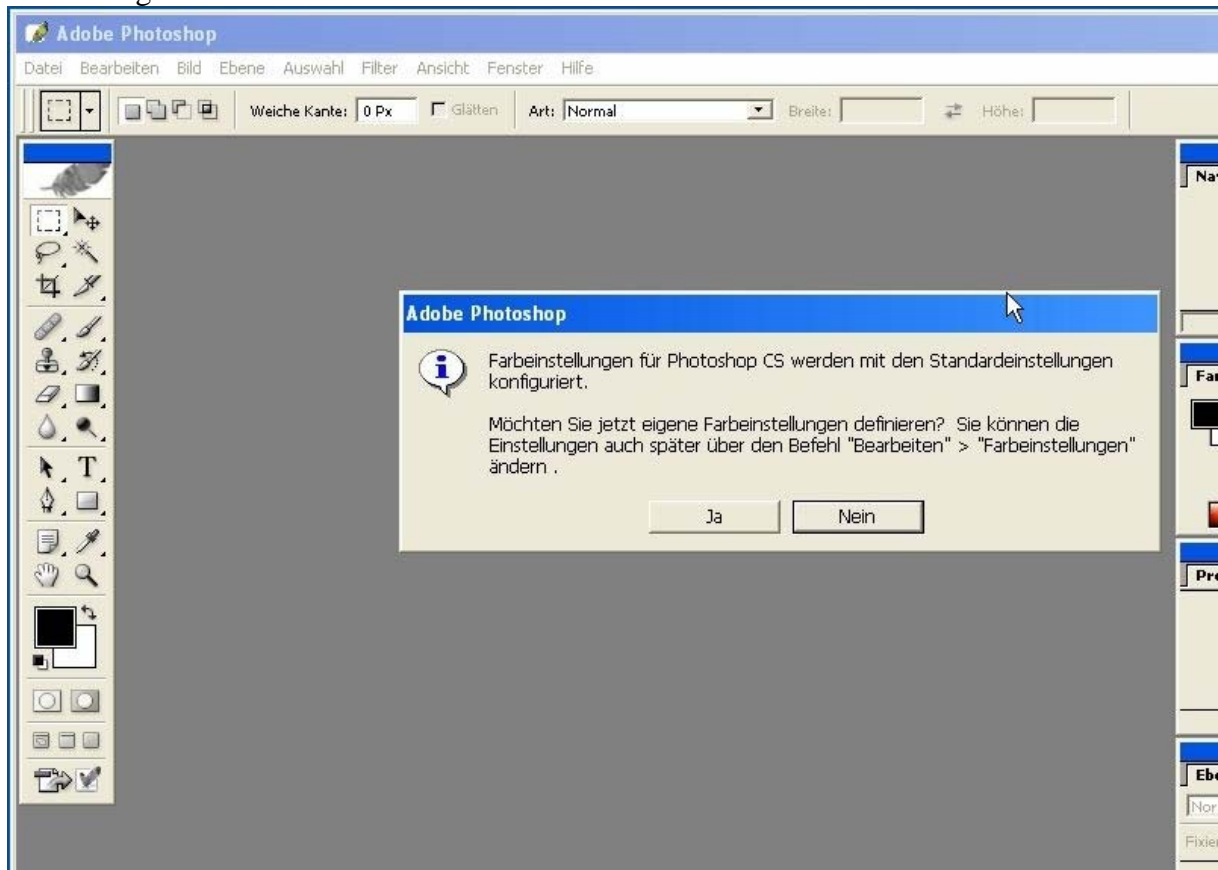 Adobe Photoshop
Datei Bearbeiten Bild Ebene Auswahl Filter Ansicht Fenster Hilfe
Weiche Kante: 0 Px Glätten Art: Normal Breite: Höhe:
Adobe Photoshop
Farbeinstellungen für Photoshop CS werden mit den Standardeinstellungen
konfiguriert.
Möchten Sie jetzt eigene Farbeinstellungen definieren? Sie können die
Einstellungen auch später über den Befehl "Bearbeiten" > "Farbeinstellungen"
ändern .
Ja Nein
T